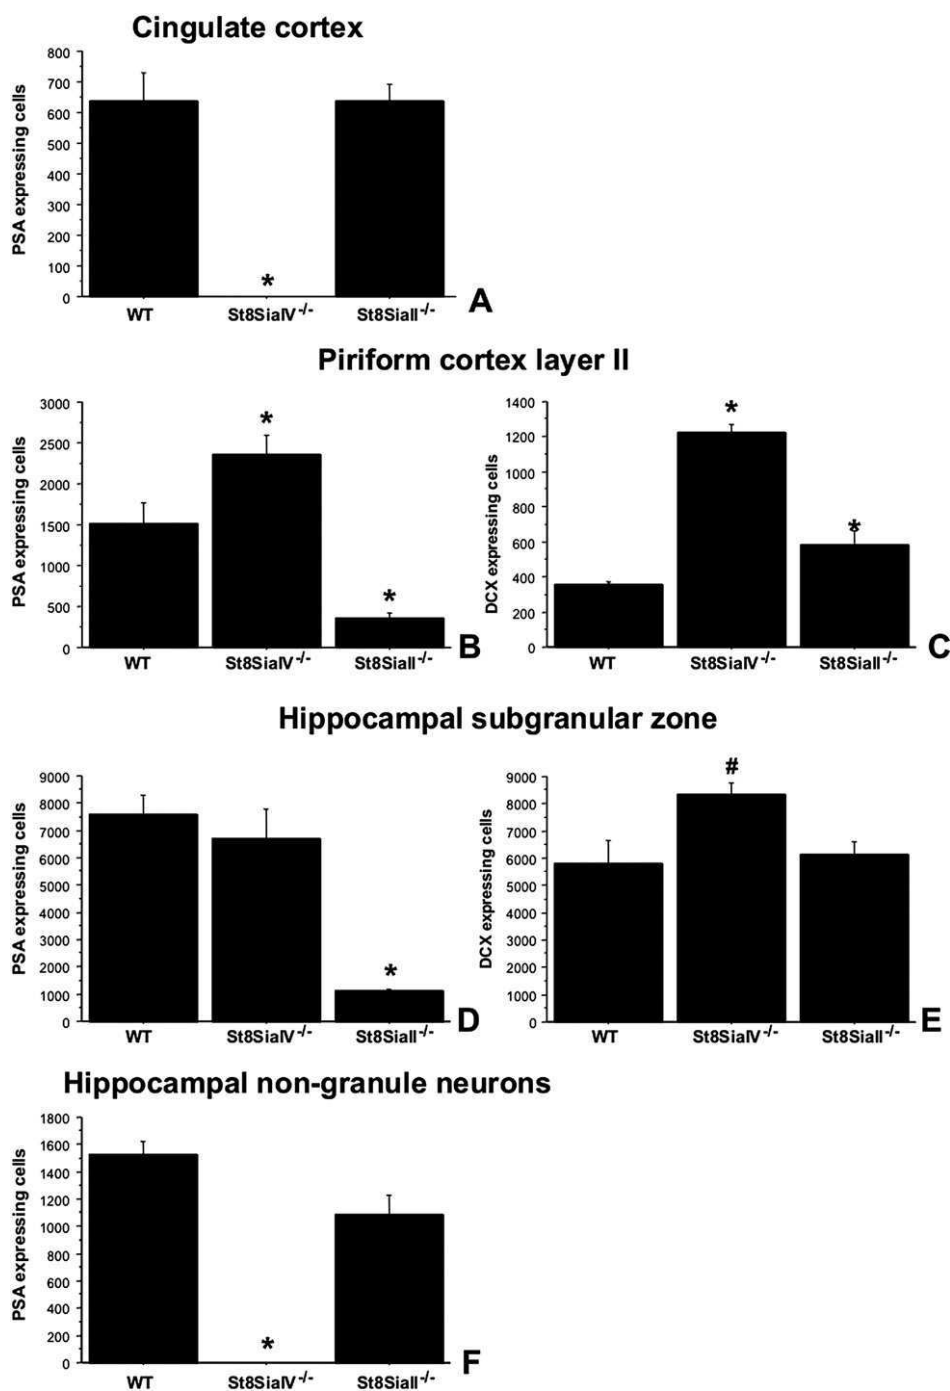 Cingulate cortex
PSA expressing cells
800
700
600
500
400
300
200
100
0
*
WT St8SiaIV-/- St8SiaII-/-
A
Piriform cortex layer II
PSA expressing cells
3000
2500
2000
1500
1000
500
0
*
*
WT St8SiaIV-/- St8SiaII-/-
B
DCX expressing cells
1400
1200
1000
800
600
400
200
0
*
*
WT St8SiaIV-/- St8SiaII-/-
C
Hippocampal subgranular zone
PSA expressing cells
9000
8000
7000
6000
5000
4000
3000
2000
1000
0
*
WT St8SiaIV-/- St8SiaII-/-
D
DCX expressing cells
9000
8000
7000
6000
5000
4000
3000
2000
1000
0
#
WT St8SiaIV-/- St8SiaII-/-
E
Hippocampal non-granule neurons
PSA expressing cells
1800
1600
1400
1200
1000
800
600
400
200
0
*
WT St8SiaIV-/- St8SiaII-/-
F